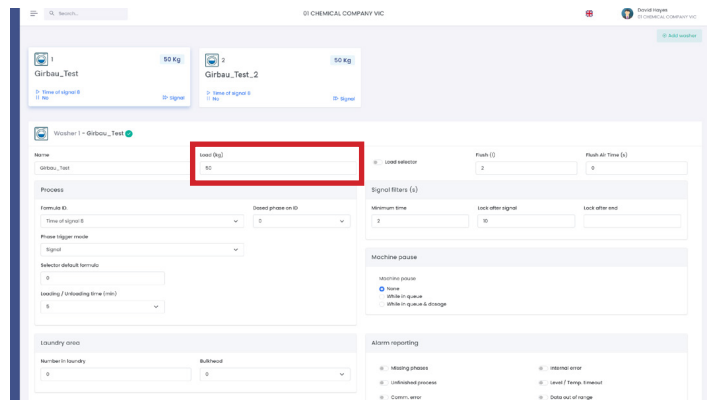 Search...
01 CHEMICAL COMPANY VIC
David Hayes
01 CHEMICAL COMPANY VIC
Add washer
1
50 Kg
Girbau_Test
Time of signal 8
No
Signal
2
50 Kg
Girbau_Test_2
Time of signal 8
No
Signal
Washer 1 - Girbau_Test
Name
Girbau_Test
Load (kg)
50
Load selector
Flush (l)
2
Flush Air Time (s)
0
Process
Formula ID.
Time of signal 8
Dosed phase on ID
0
Phase trigger mode
Signal
Selector default formula
0
Loading / Unloading time (min)
5
Signal filters (s)
Minimum time
2
Lock after signal
10
Lock after end
Machine pause
Machine pause
None
While in queue
While in queue & dosage
Laundry area
Number in laundry
0
Bulkhead
0
Alarm reporting
Missing phases
Internal error
Unfinished process
Level / Temp. timeout
Comm. error
Data out of range